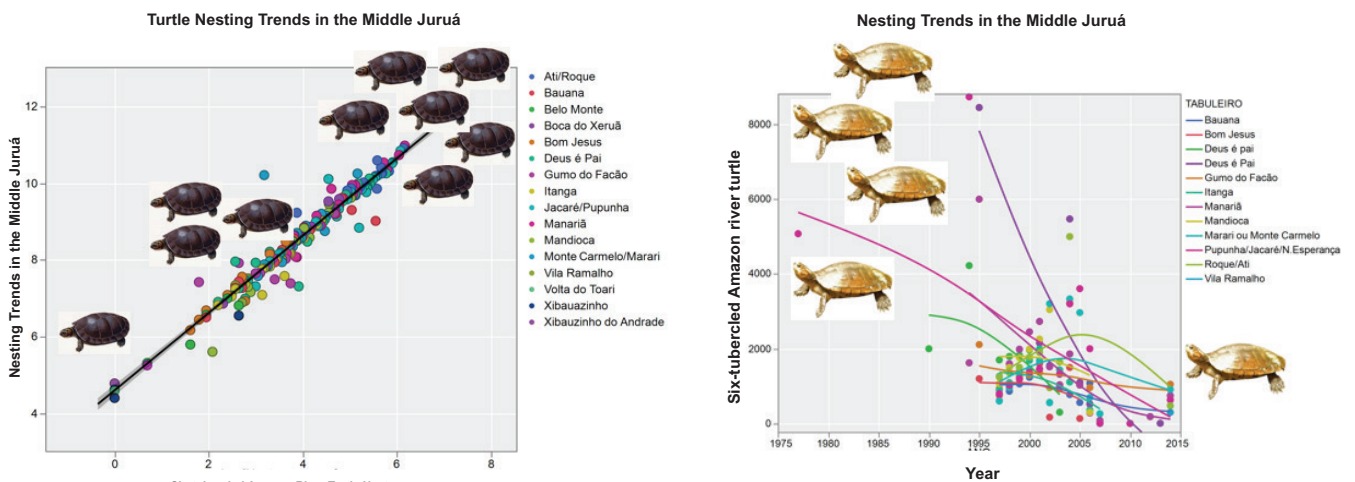 Turtle Nesting Trends in the Middle Juruá
Nesting Trends in the Middle Juruá
12
10
8
6
4
0
2
4
6
8
Ati/Roque
Bauana
Belo Monte
Boca do Xeruã
Bom Jesus
Deus é Pai
Gumo do Facão
Itanga
Jacaré/Pupunha
Manariã
Mandioca
Monte Carmelo/Marari
Vila Ramalho
Volta do Toari
Xibauazinho
Xibauzinho do Andrade
Nesting Trends in the Middle Juruá
Six-tubercled Amazon river turtle
8000
6000
4000
2000
0
1975
1980
1985
1990
1995
2000
2005
2010
2015
Year
TABULEIRO
Bauana
Bom Jesus
Deus é pai
Deus é Pai
Gumo do Facão
Itanga
Manariã
Mandioca
Marari ou Monte Carmelo
Pupunha/Jacaré/N.Esperança
Roque/Ati
Vila Ramalho